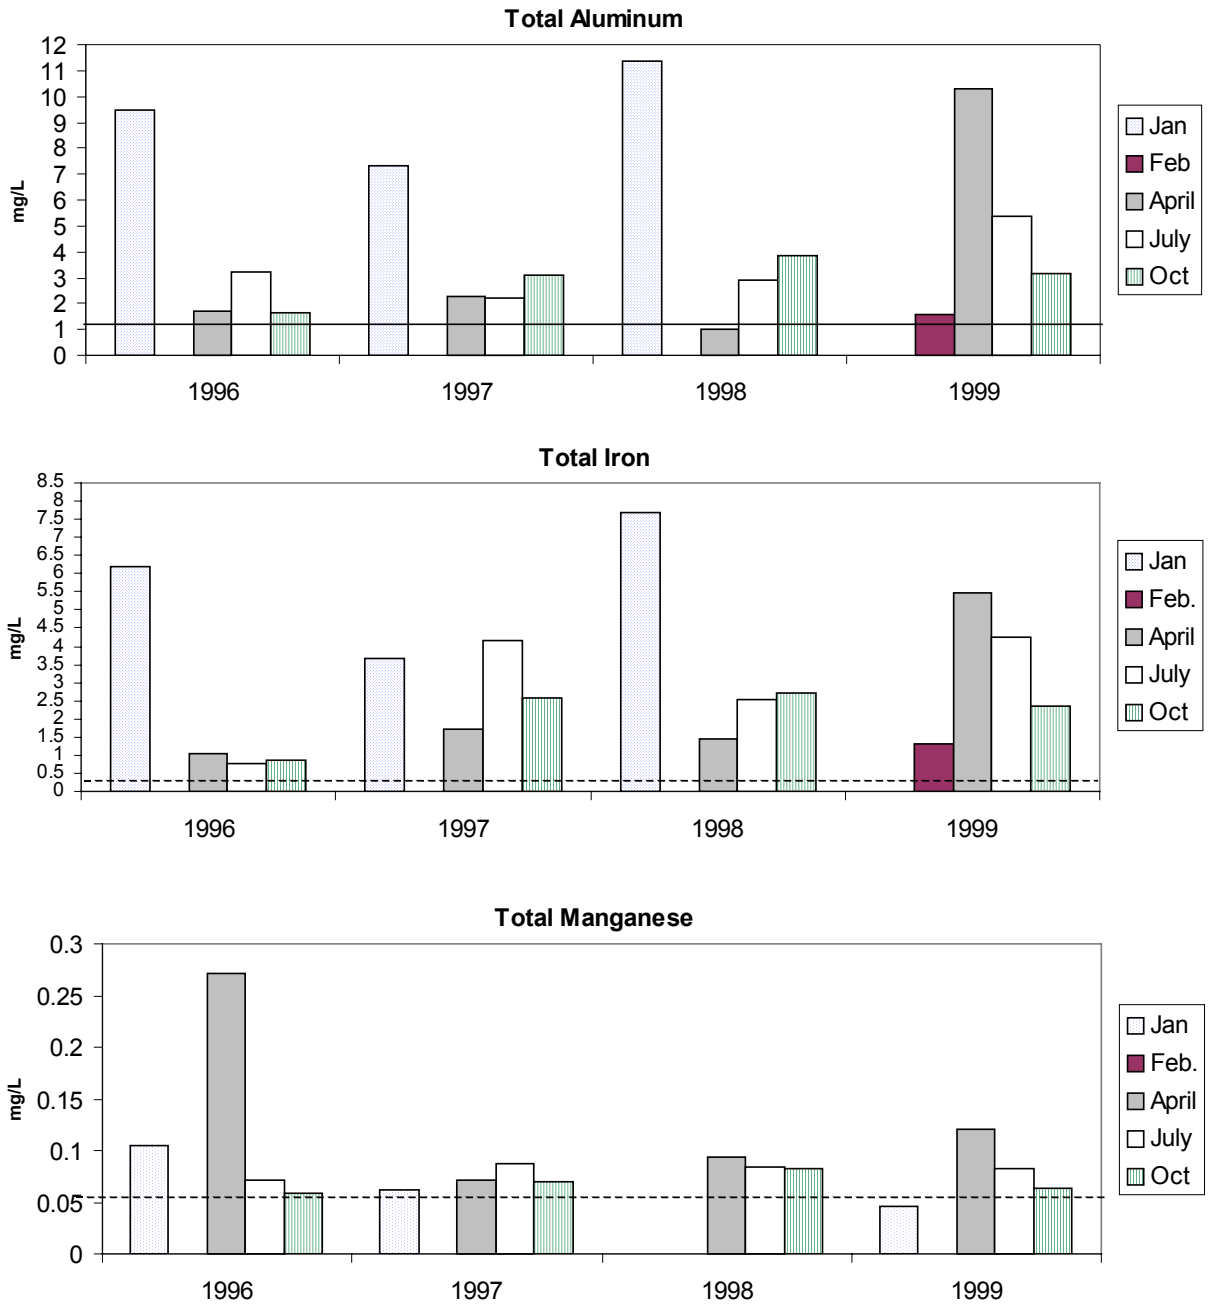 Total Aluminum
12
11
10
9
8
7
6
5
4
3
2
1
0
mg/L
1996 1997 1998 1999
Jan
Feb
April
July
Oct
Total Iron
8.5
8
7.5
7
6.5
6
5.5
5
4.5
4
3.5
3
2.5
2
1.5
1
0.5
0
mg/L
1996 1997 1998 1999
Jan
Feb.
April
July
Oct
Total Manganese
0.3
0.25
0.2
0.15
0.1
0.05
0
mg/L
1996 1997 1998 1999
Jan
Feb.
April
July
Oct